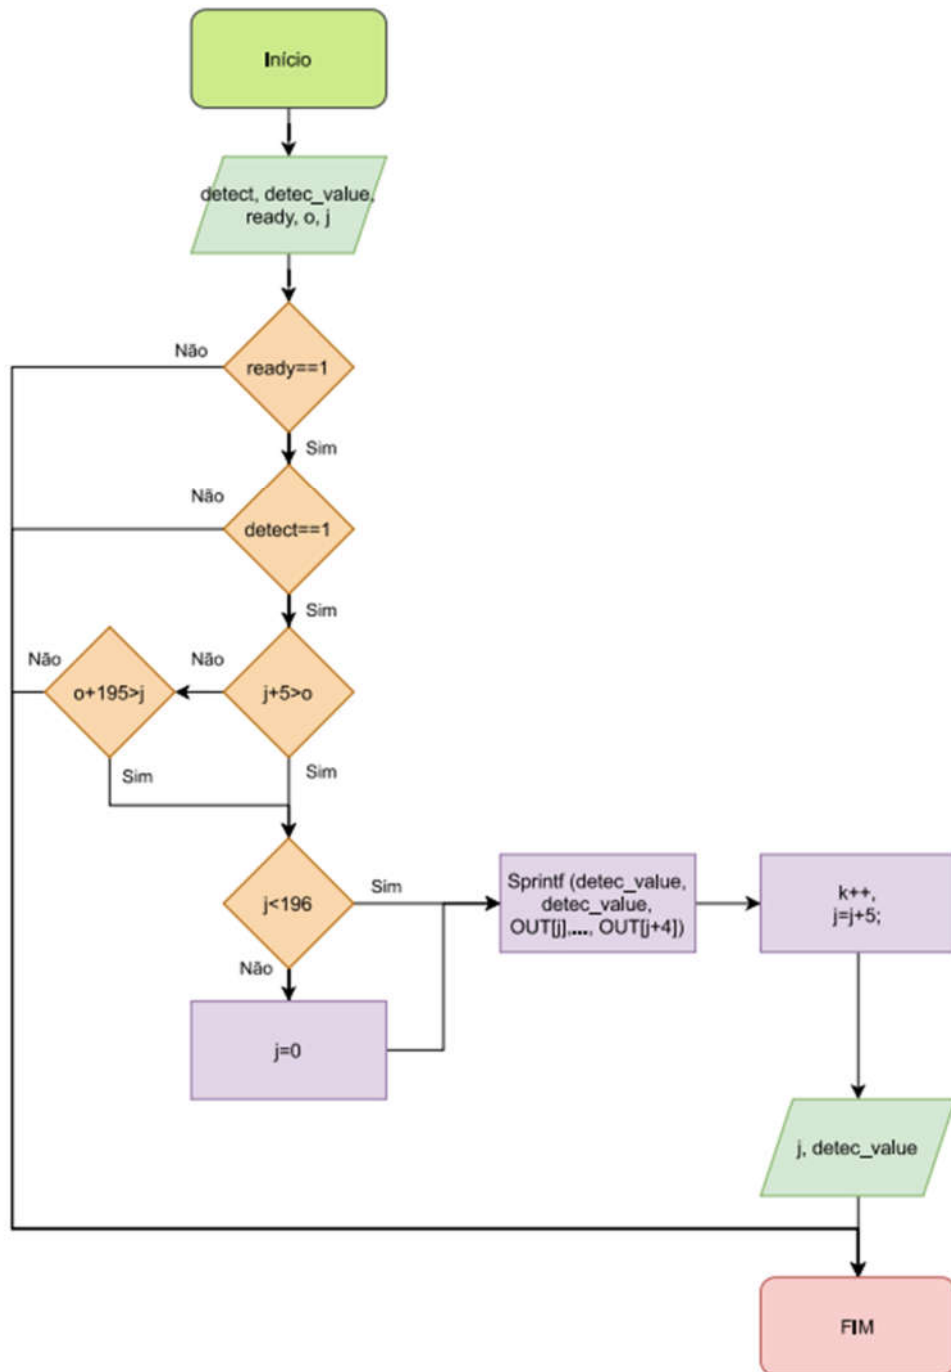 Início
detect, detec_value,
ready, o, j
Não
ready==1
Sim
Não
detect==1
Sim
Não
o+195>j
Não
j+5>o
Sim
Sim
j<196
Sim
Não
Sprintf (detec_value,
detec_value,
OUT[j],..., OUT[j+4])
k++,
j=j+5;
j=0
j, detec_value
FIM